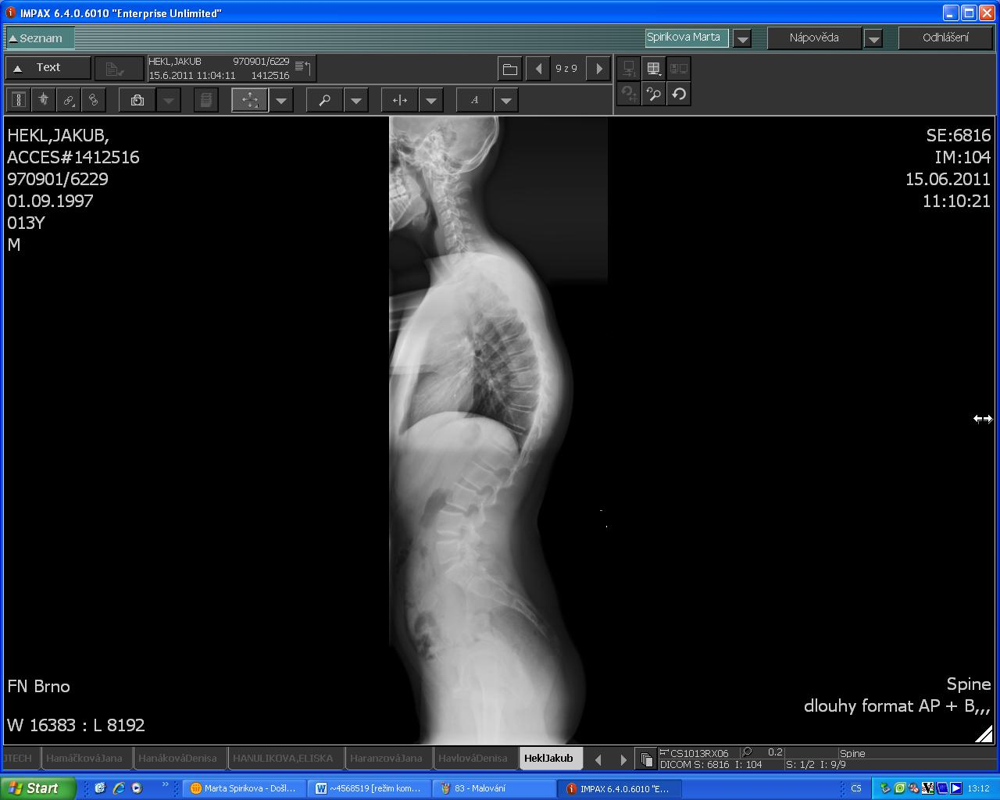 IMPAX 6.4.0.6010 "Enterprise Unlimited"
Seznam
Spirikova Marta
Nápověda
Odhlášení
Text
HEKL,JAKUB 970901/6229
15.6.2011 11:04:11 1412516
9 z 9
A
HEKL,JAKUB,
ACCES#1412516
970901/6229
01.09.1997
013Y
M
SE:6816
IM:104
15.06.2011
11:10:21
FN Brno
W 16383 : L 8192
Spine
dlouhy format AP + B,,,
JTECH
HamáčkováJana
HanákováDenisa
HANULIKOVA,ELISKA
HaranzováJana
HavlováDenisa
HeklJakub
CS1013RX06 0.2 Spine
DICOM S: 6816 I: 104 S: 1/2 I: 9/9
Start
Marta Spirikova - Došl...
~4568519 [režim kom...
83 - Malování
IMPAX 6.4.0.6010 "E...
CS
13:12